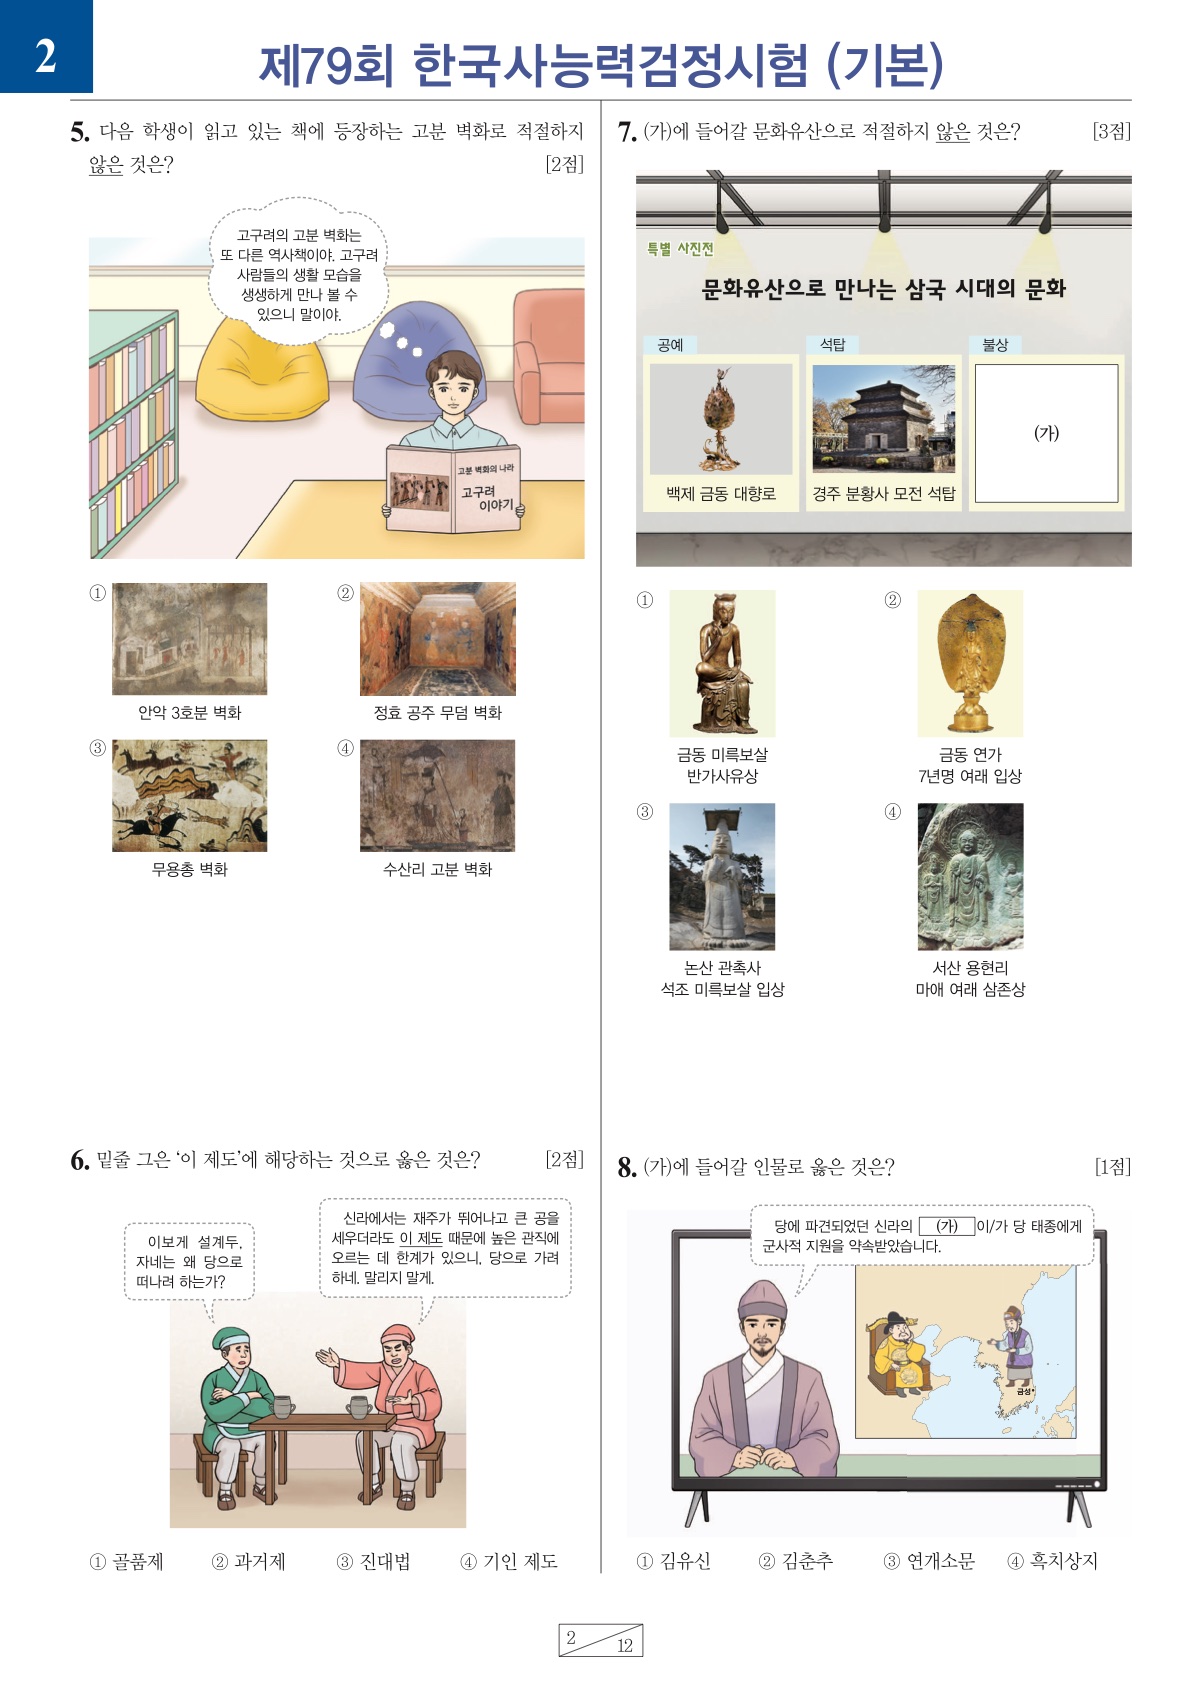 2
제79회 한국사능력검정시험 (기본)
5. 다음 학생이 읽고 있는 책에 등장하는 고분 벽화로 적절하지
않은 것은? [2점]
고구려의 고분 벽화는
또 다른 역사책이야. 고구려
사람들의 생활 모습을
생생하게 만나 볼 수
있으니 말이야.
고분 벽화의 나라
고구려
이야기
①
안악 3호분 벽화
②
정효 공주 무덤 벽화
③
무용총 벽화
④
수산리 고분 벽화
6. 밑줄 그은 ‘이 제도’에 해당하는 것으로 옳은 것은? [2점]
이보게 설계두,
자네는 왜 당으로
떠나려 하는가?
신라에서는 재주가 뛰어나고 큰 공을
세우더라도 이 제도 때문에 높은 관직에
오르는 데 한계가 있으니, 당으로 가려
하네. 말리지 말게.
① 골품제 ② 과거제 ③ 진대법 ④ 기인 제도
7. (가)에 들어갈 문화유산으로 적절하지 않은 것은? [3점]
특별 사진전
문화유산으로 만나는 삼국 시대의 문화
공예
백제 금동 대향로
석탑
경주 분황사 모전 석탑
불상
(가)
①
금동 미륵보살
반가사유상
②
금동 연가
7년명 여래 입상
③
논산 관촉사
석조 미륵보살 입상
④
서산 용현리
마애 여래 삼존상
8. (가)에 들어갈 인물로 옳은 것은? [1점]
당에 파견되었던 신라의 (가) 이/가 당 태종에게
군사적 지원을 약속받았습니다.
금성
① 김유신 ② 김춘추 ③ 연개소문 ④ 흑치상지
2
12